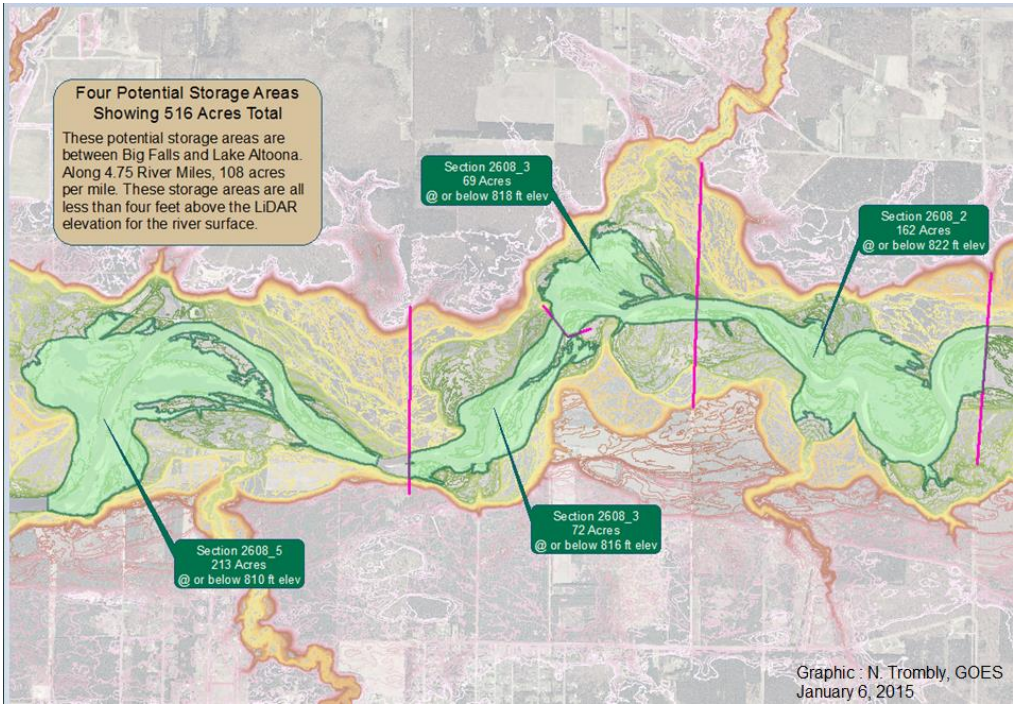 Four Potential Storage Areas
Showing 516 Acres Total
These potential storage areas are
between Big Falls and Lake Altoona.
Along 4.75 River Miles, 108 acres
per mile. These storage areas are all
less than four feet above the LiDAR
elevation for the river surface.
Section 2608_3
69 Acres
@ or below 818 ft elev
Section 2608_2
162 Acres
@ or below 822 ft elev
Section 2608_3
72 Acres
@ or below 816 ft elev
Section 2608_5
213 Acres
@ or below 810 ft elev
Graphic : N. Trombly, GOES
January 6, 2015